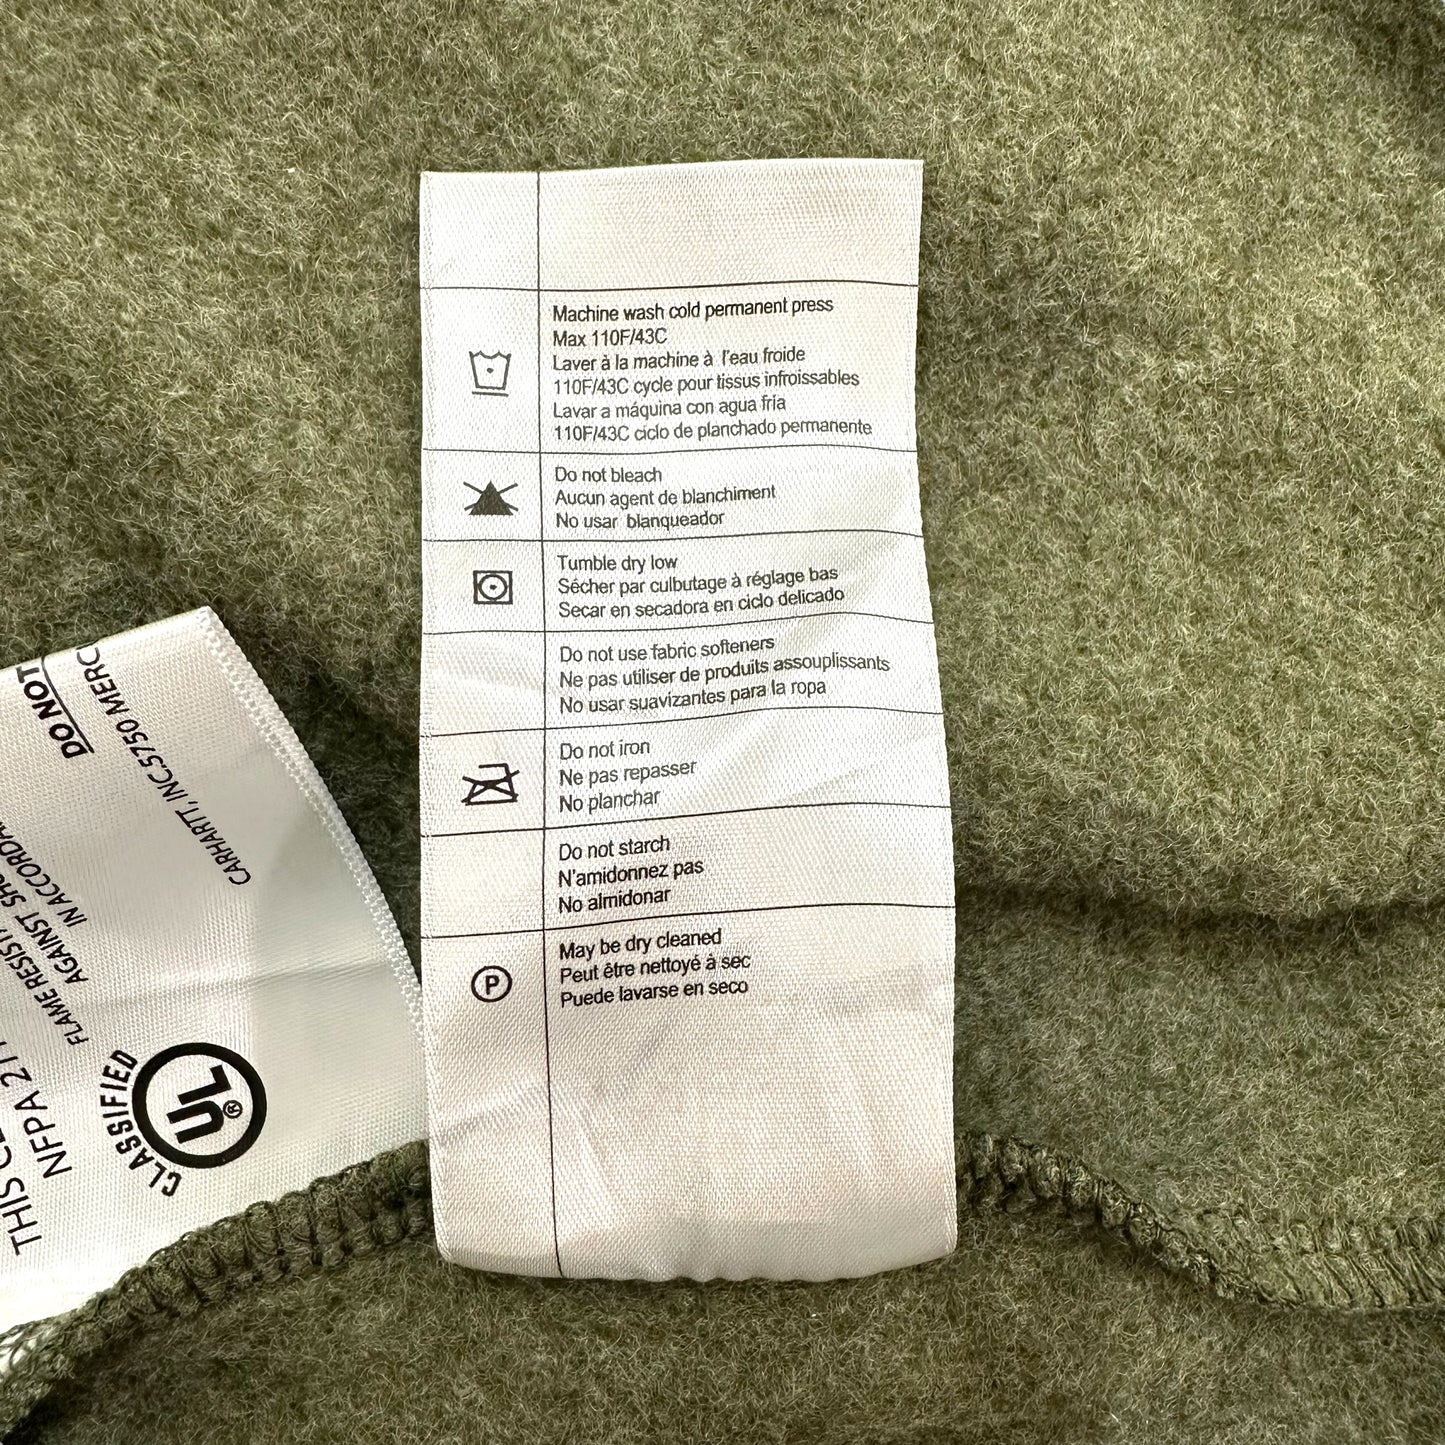 Machine wash cold permanent press
Max 110F/43C
Laver à la machine à l'eau froide
110F/43C cycle pour tissus infroissables
Lavar a máquina con agua fría
110F/43C ciclo de planchado permanente
Do not bleach
Aucun agent de blanchiment
No usar blanqueador
Tumble dry low
Sécher par culbutage à réglage bas
Secar en secadora en ciclo delicado
Do not use fabric softeners
Ne pas utiliser de produits assouplissants
No usar suavizantes para la ropa
Do not iron
Ne pas repasser
No planchar
Do not starch
N'amidonnez pas
No almidonar
P
May be dry cleaned
Peut être nettoyé à sec
Puede lavarse en seco
DO NOT
CARHARTT, INC.5750 MERC
IN ACCORDA
AGAINST
FLAME RESIST
NFPA
THIS
CLASSIFIED
UL®